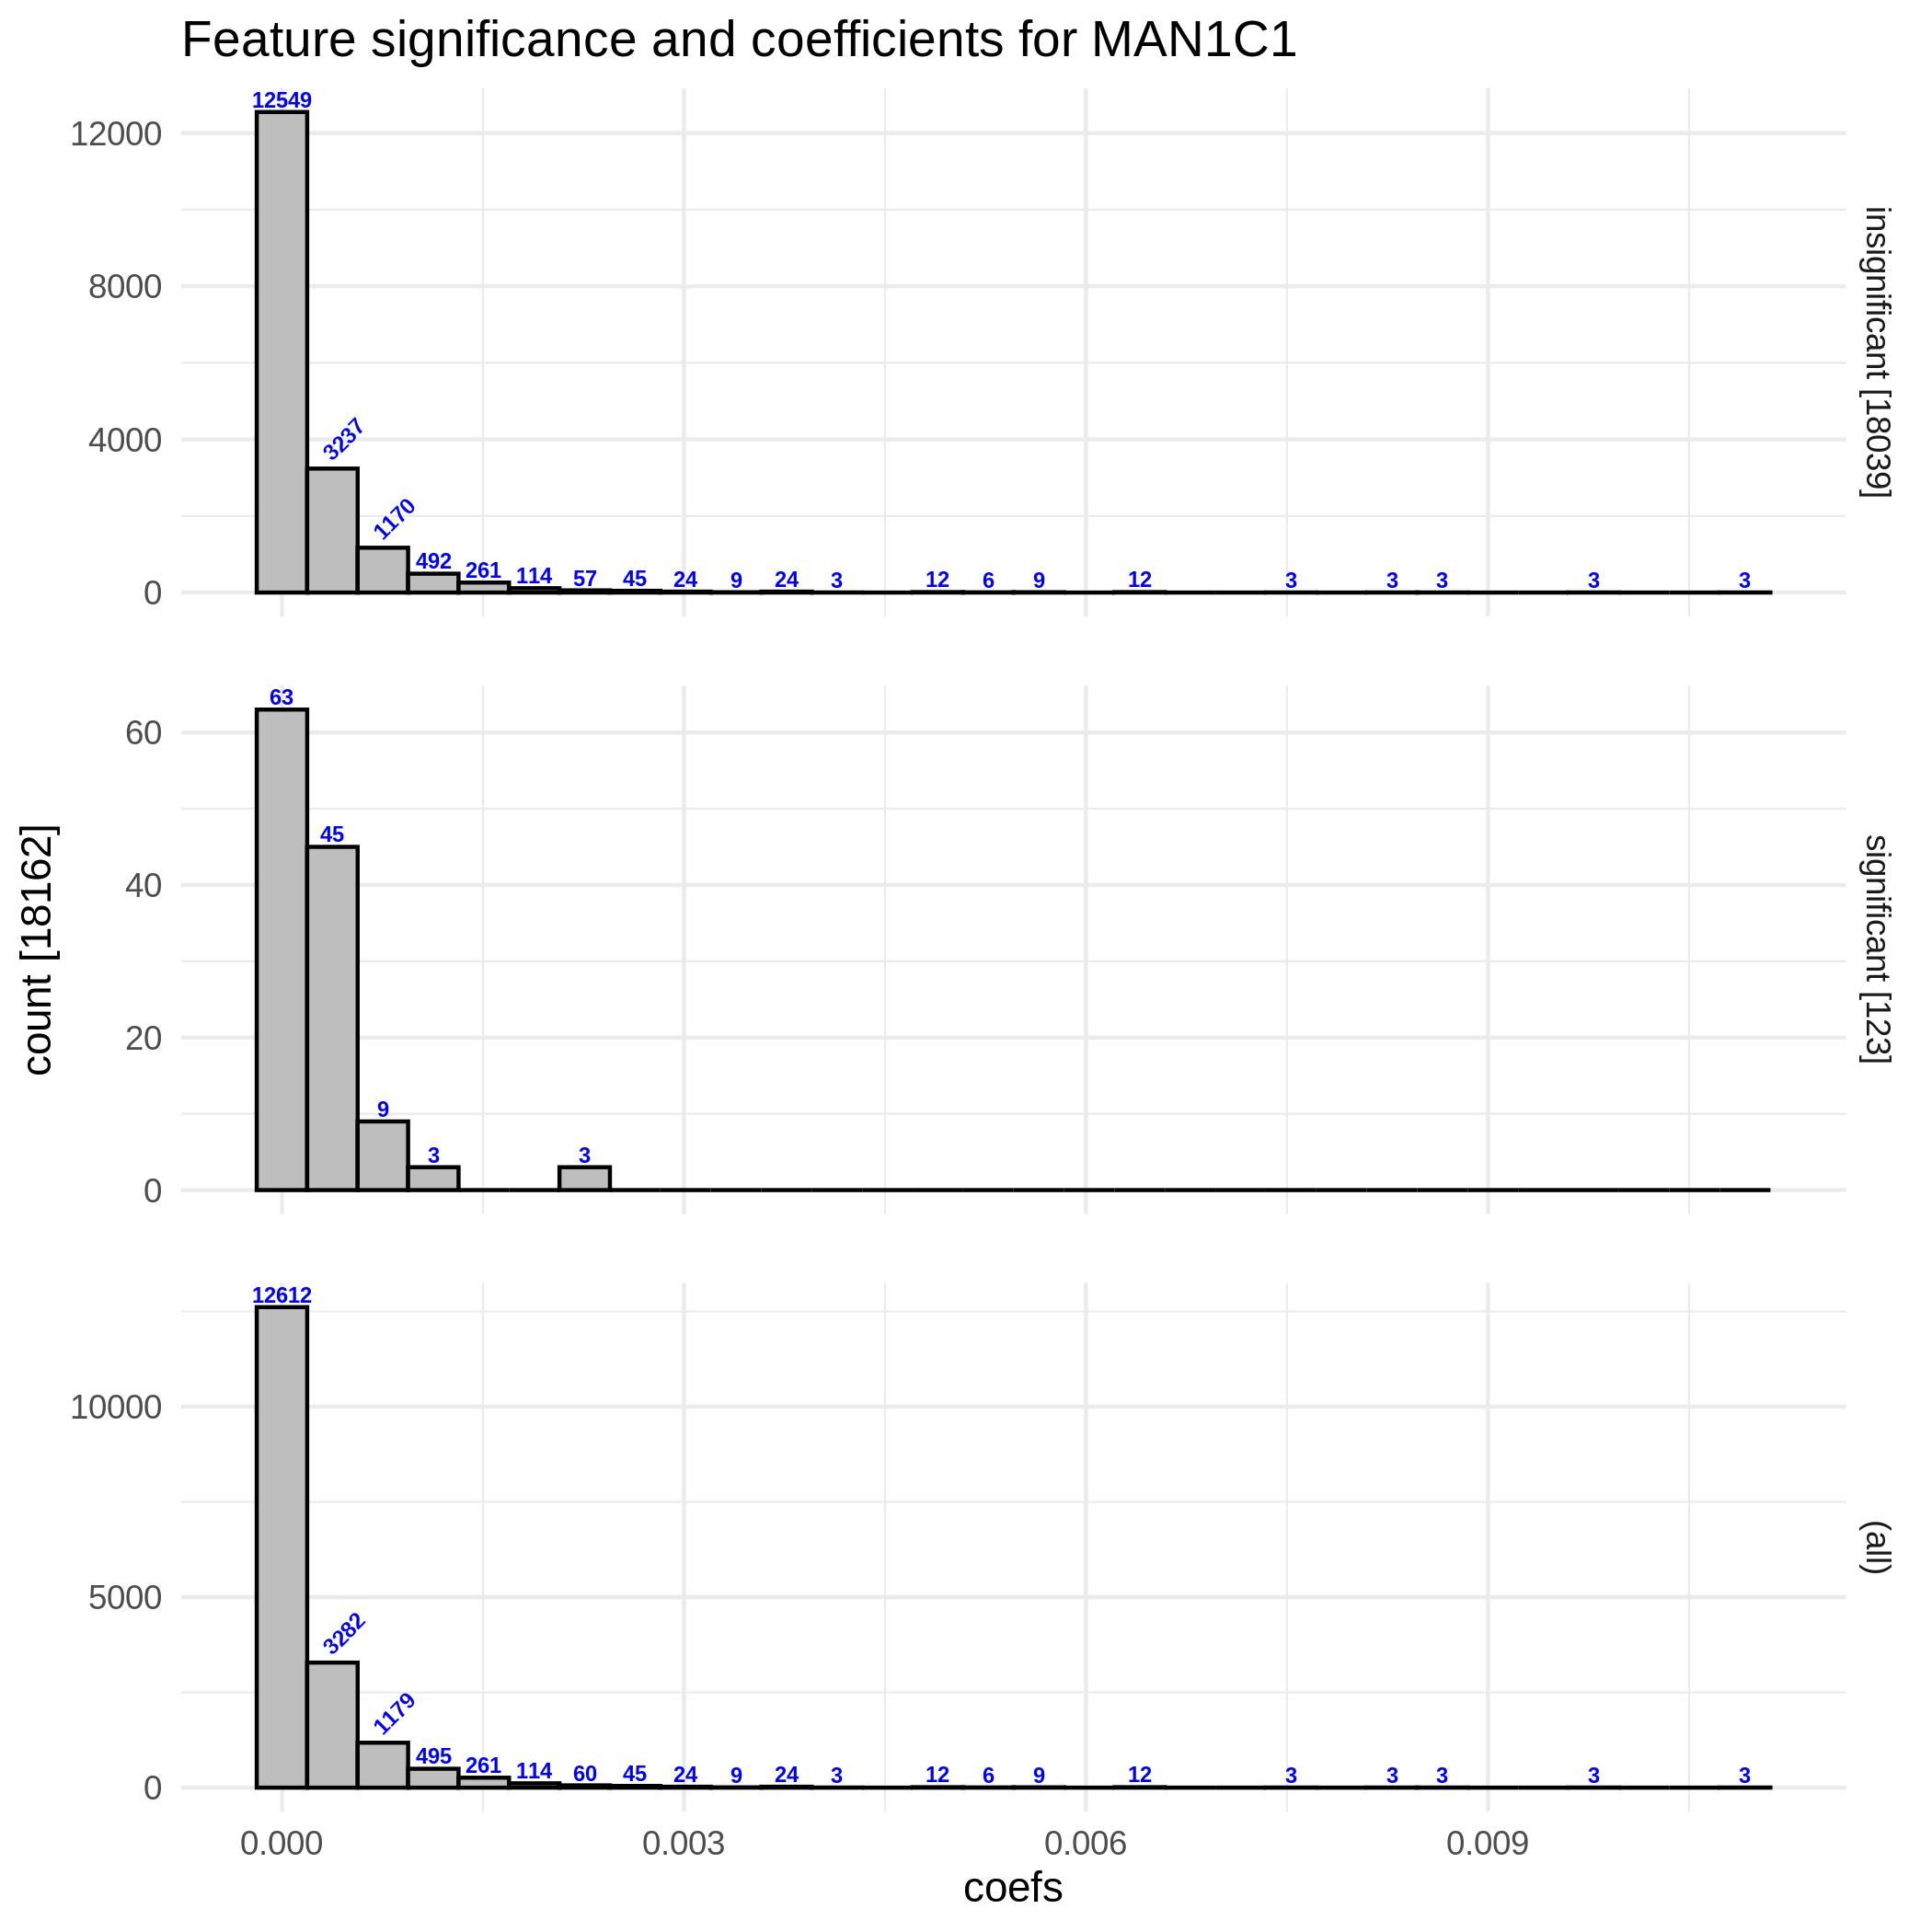 Feature significance and coefficients for MAN1C1
12549
12000
8000
4000
0
3237
1170
492 261 114 57 45 24 9 24 3 12 6 9 12 3 3 3 3 3
insignificant [18039]
count [18162]
63
60
45
40
20
9
3 3
0
significant [123]
12612
10000
5000
3282
1179
495 261 114 60 45 24 9 24 3 12 6 9 12 3 3 3 3 3
0
(all)
0.000 0.003 0.006 0.009
coefs